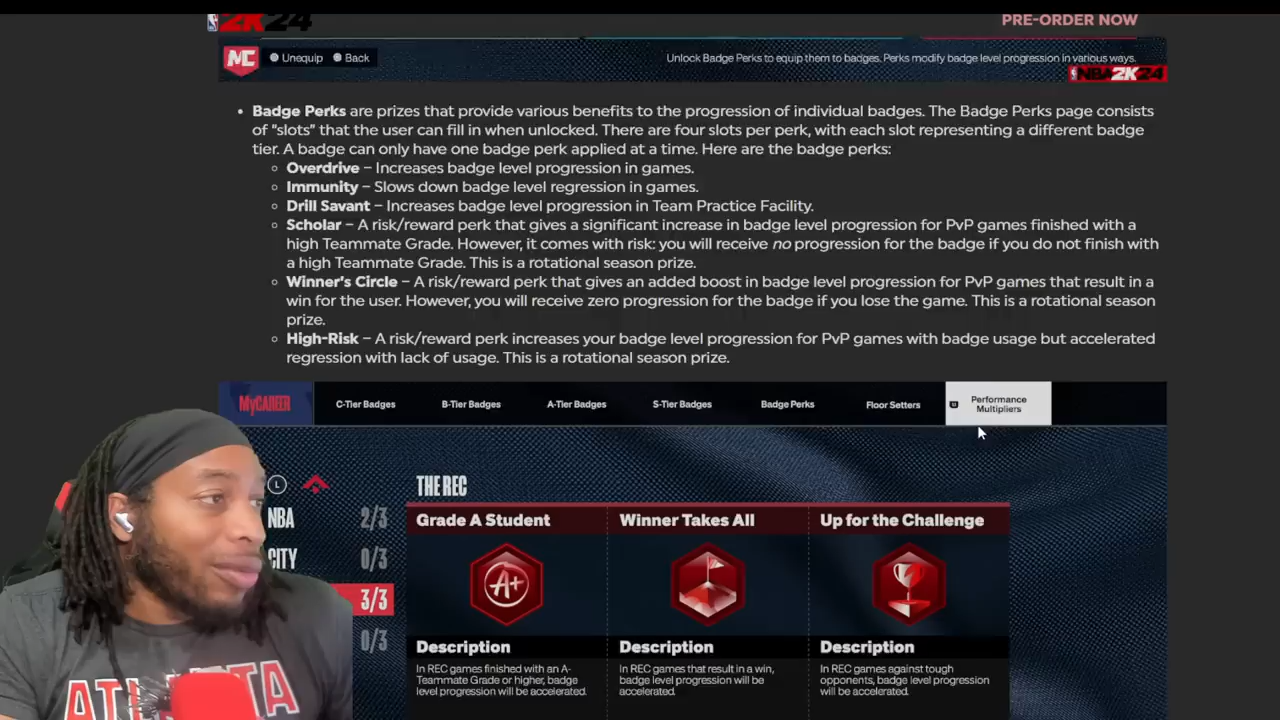 2K24
PRE-ORDER NOW
MC Unequip Back
Unlock Badge Perks to equip them to badges. Perks modify badge level progression in various ways.
NBA2K24
• Badge Perks are prizes that provide various benefits to the progression of individual badges. The Badge Perks page consists
of “slots” that the user can fill in when unlocked. There are four slots per perk, with each slot representing a different badge
tier. A badge can only have one badge perk applied at a time. Here are the badge perks:
Overdrive – Increases badge level progression in games.
Immunity – Slows down badge level regression in games.
Drill Savant – Increases badge level progression in Team Practice Facility.
Scholar – A risk/reward perk that gives a significant increase in badge level progression for PvP games finished with a
high Teammate Grade. However, it comes with risk: you will receive no progression for the badge if you do not finish with
a high Teammate Grade. This is a rotational season prize.
Winner’s Circle – A risk/reward perk that gives an added boost in badge level progression for PvP games that result in a
win for the user. However, you will receive zero progression for the badge if you lose the game. This is a rotational season
prize.
High-Risk – A risk/reward perk increases your badge level progression for PvP games with badge usage but accelerated
regression with lack of usage. This is a rotational season prize.
MyCAREER C-Tier Badges B-Tier Badges A-Tier Badges S-Tier Badges Badge Perks Floor Setters Performance
Multipliers
L
THE REC
NBA 2/3
CITY 0/3
3/3
0/3
Grade A Student
Winner Takes All
Up for the Challenge
A+
Description
In REC games finished with an A-
Teammate Grade or higher, badge
level progression will be accelerated.
Description
In REC games that result in a win,
badge level progression will be
accelerated.
Description
In REC games against tough
opponents, badge level progression
will be accelerated.
ATLANTA